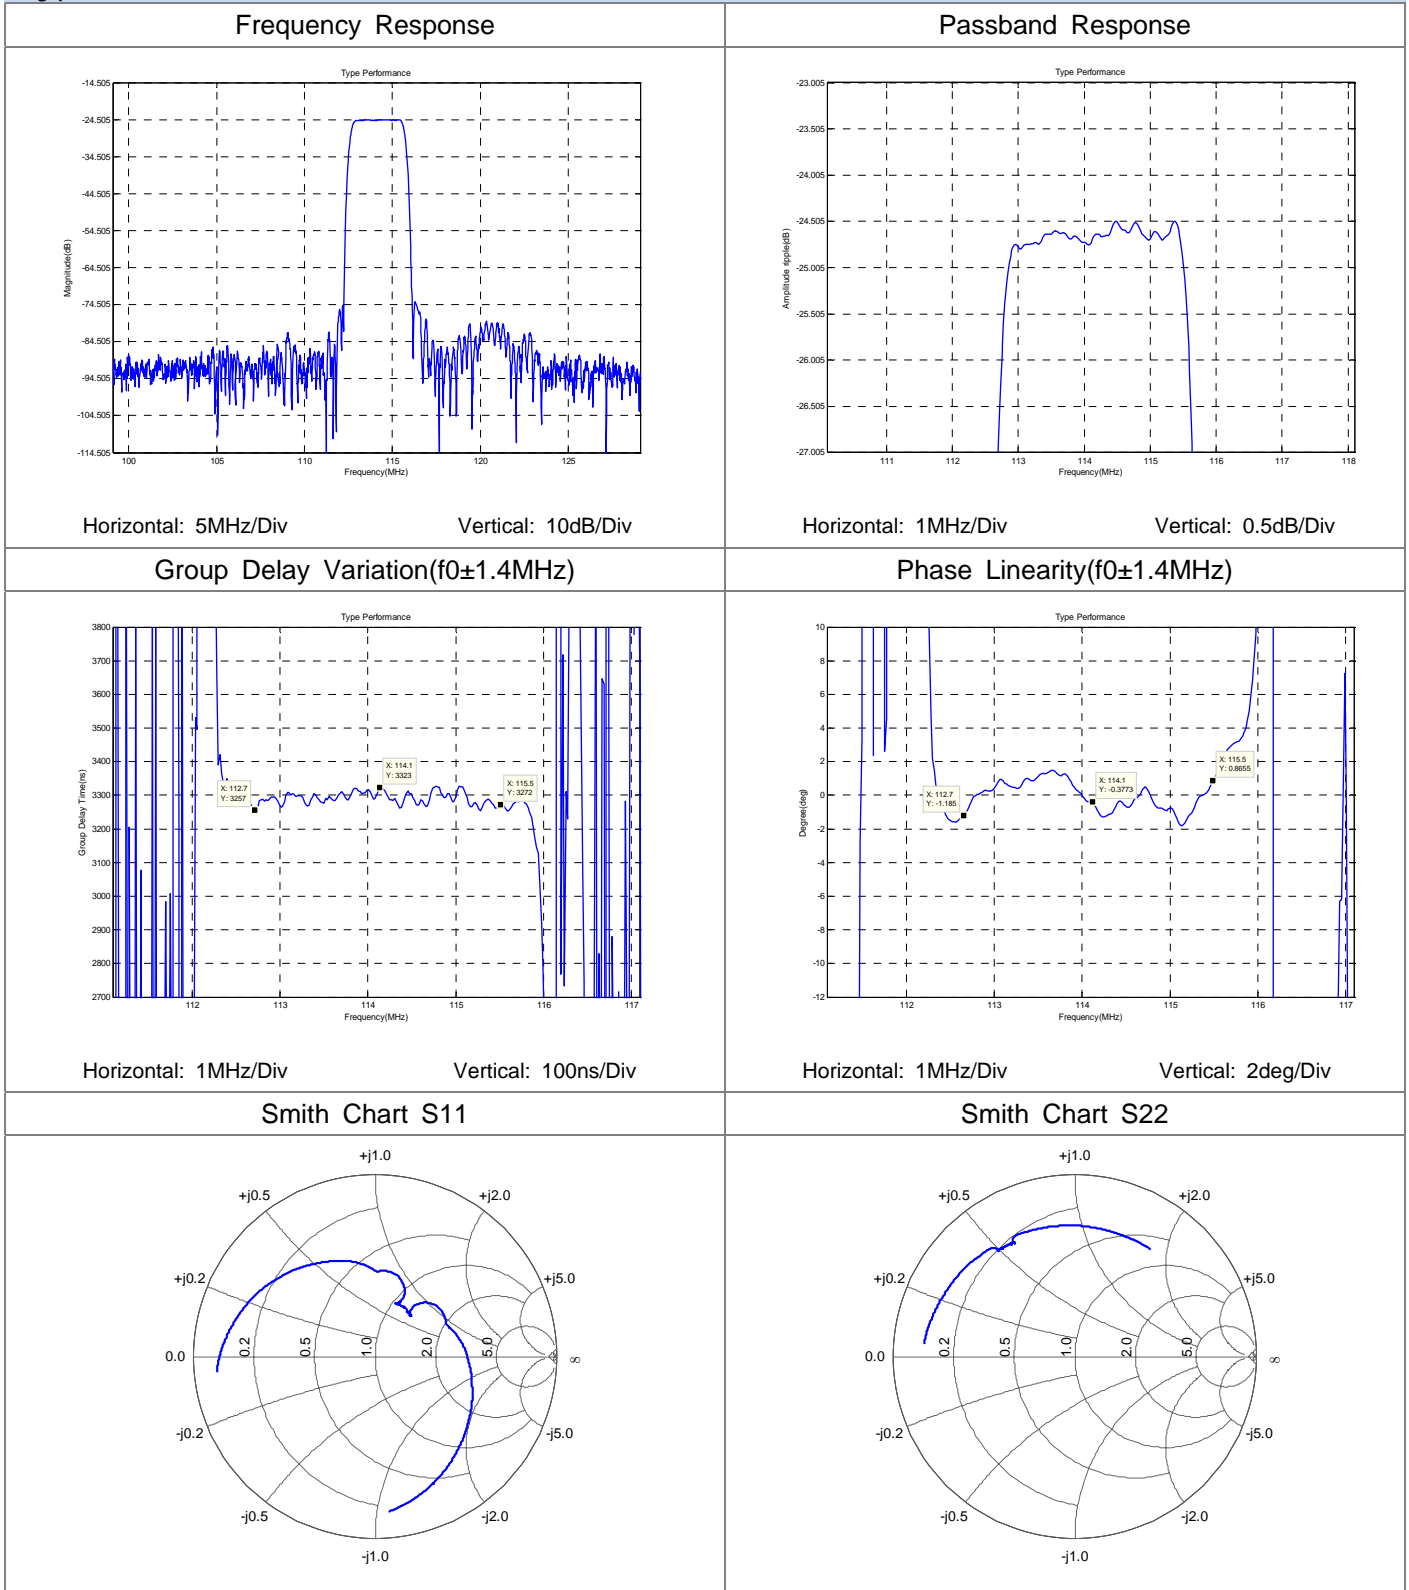 Frequency Response
Passband Response
Type Performance
-14.505
-24.505
-34.505
-44.505
-54.505
-64.505
-74.505
-84.505
-94.505
-104.505
-114.505
Magnitude(dB)
100 105 110 115 120 125
Frequency(MHz)
Horizontal: 5MHz/Div Vertical: 10dB/Div
Type Performance
-23.005
-23.505
-24.005
-24.505
-25.005
-25.505
-26.005
-26.505
-27.005
Amplitude ripple(dB)
111 112 113 114 115 116 117 118
Frequency(MHz)
Horizontal: 1MHz/Div Vertical: 0.5dB/Div
Group Delay Variation(f0±1.4MHz)
Phase Linearity(f0±1.4MHz)
Type Performance
3800
3700
3600
3500
3400
3300
3200
3100
3000
2900
2800
2700
Group Delay Time(ns)
X: 112.7
Y: 3257
X: 114.1
Y: 3323
X: 115.5
Y: 3272
112 113 114 115 116 117
Frequency(MHz)
Horizontal: 1MHz/Div Vertical: 100ns/Div
Type Performance
10
8
6
4
2
0
-2
-4
-6
-8
-10
-12
Degree(deg)
X: 112.7
Y: -1.185
X: 114.1
Y: -0.3773
X: 115.5
Y: 0.8655
112 113 114 115 116 117
Frequency(MHz)
Horizontal: 1MHz/Div Vertical: 2deg/Div
Smith Chart S11
Smith Chart S22
+j1.0
+j0.5
+j2.0
+j0.2
+j5.0
0.0
0.2
0.5
1.0
2.0
5.0
∞
-j0.2
-j5.0
-j0.5
-j2.0
-j1.0
+j1.0
+j0.5
+j2.0
+j0.2
+j5.0
0.0
0.2
0.5
1.0
2.0
5.0
∞
-j0.2
-j5.0
-j0.5
-j2.0
-j1.0